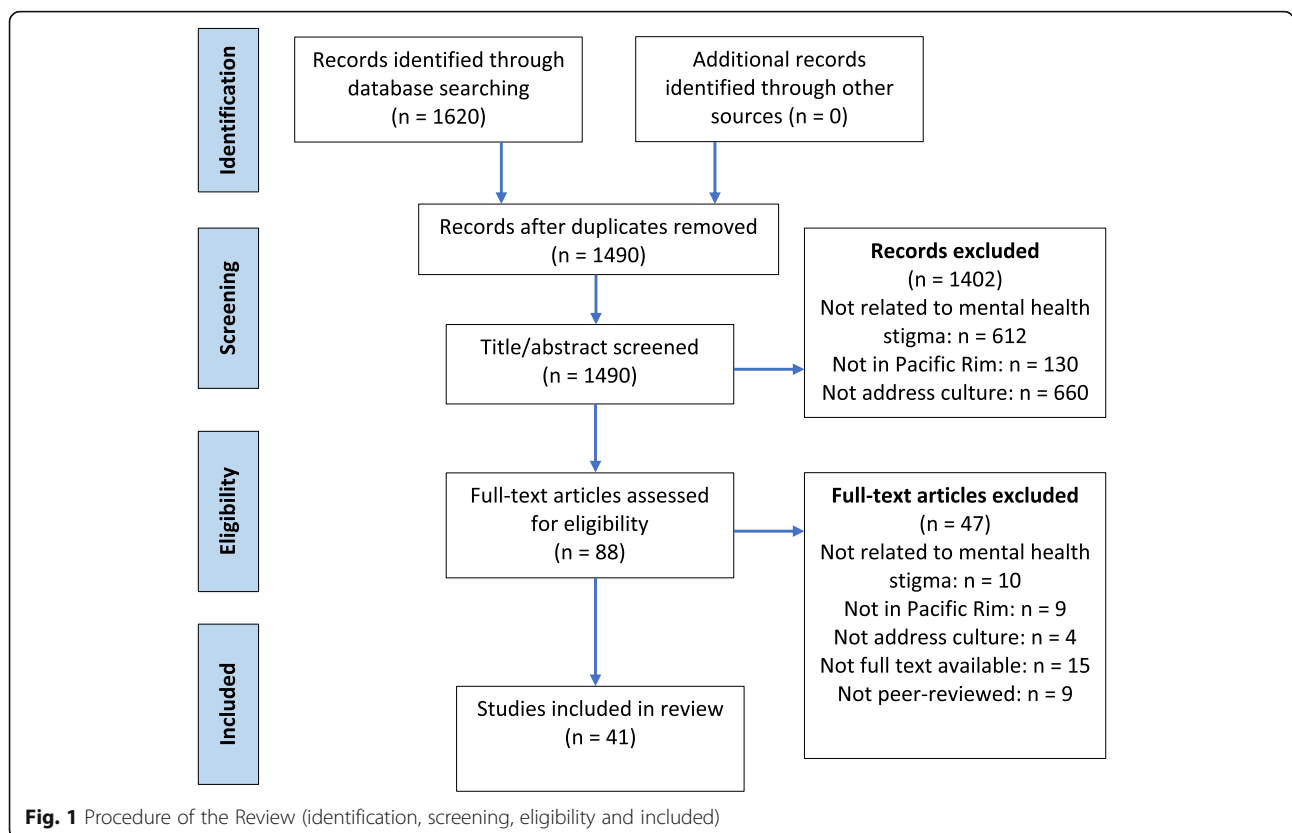 Identification
Records identified through
database searching
(n = 1620)
Additional records
identified through other
sources (n = 0)
Records after duplicates removed
(n = 1490)
Screening
Title/abstract screened
(n = 1490)
Records excluded
(n = 1402)
Not related to mental health
stigma: n = 612
Not in Pacific Rim: n = 130
Not address culture: n = 660
Eligibility
Full-text articles assessed
for eligibility
(n = 88)
Full-text articles excluded
(n = 47)
Not related to mental health
stigma: n = 10
Not in Pacific Rim: n = 9
Not address culture: n = 4
Not full text available: n = 15
Not peer-reviewed: n = 9
Included
Studies included in review
(n = 41)
Fig. 1 Procedure of the Review (identification, screening, eligibility and included)